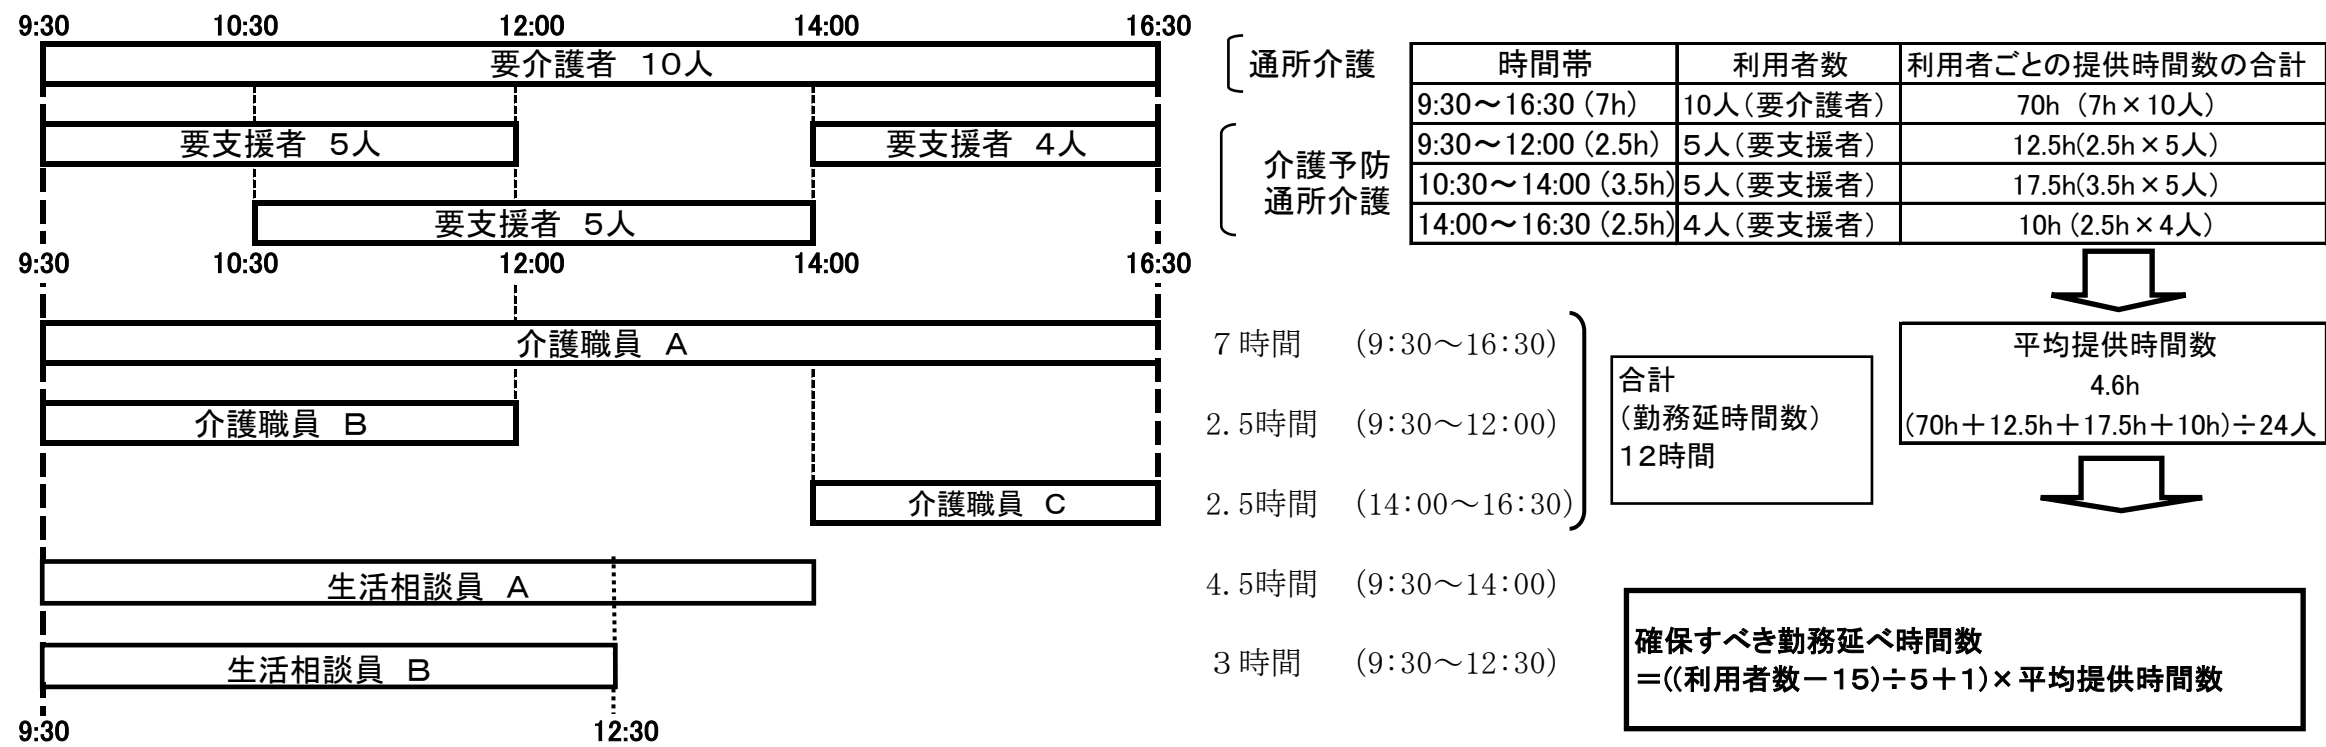 9:30 10:30 12:00 14:00 16:30
要介護者 10人
要支援者 5人 要支援者 4人
要支援者 5人
9:30 10:30 12:00 14:00 16:30
通所介護
介護予防
通所介護
時間帯 利用者数 利用者ごとの提供時間数の合計
9:30～16:30 (7h) 10人(要介護者) 70h (7h×10人)
9:30～12:00 (2.5h) 5人(要支援者) 12.5h(2.5h×5人)
10:30～14:00 (3.5h) 5人(要支援者) 17.5h(3.5h×5人)
14:00～16:30 (2.5h) 4人(要支援者) 10h (2.5h×4人)
介護職員 A 7時間 (9:30～16:30)
介護職員 B 2.5時間 (9:30～12:00)
介護職員 C 2.5時間 (14:00～16:30)
合計
(勤務延時間数)
12時間
平均提供時間数
4.6h
(70h＋12.5h＋17.5h＋10h)÷24人
生活相談員 A 4.5時間 (9:30～14:00)
生活相談員 B 3時間 (9:30～12:30)
9:30 12:30
確保すべき勤務延べ時間数
＝((利用者数－15)÷5＋1)×平均提供時間数